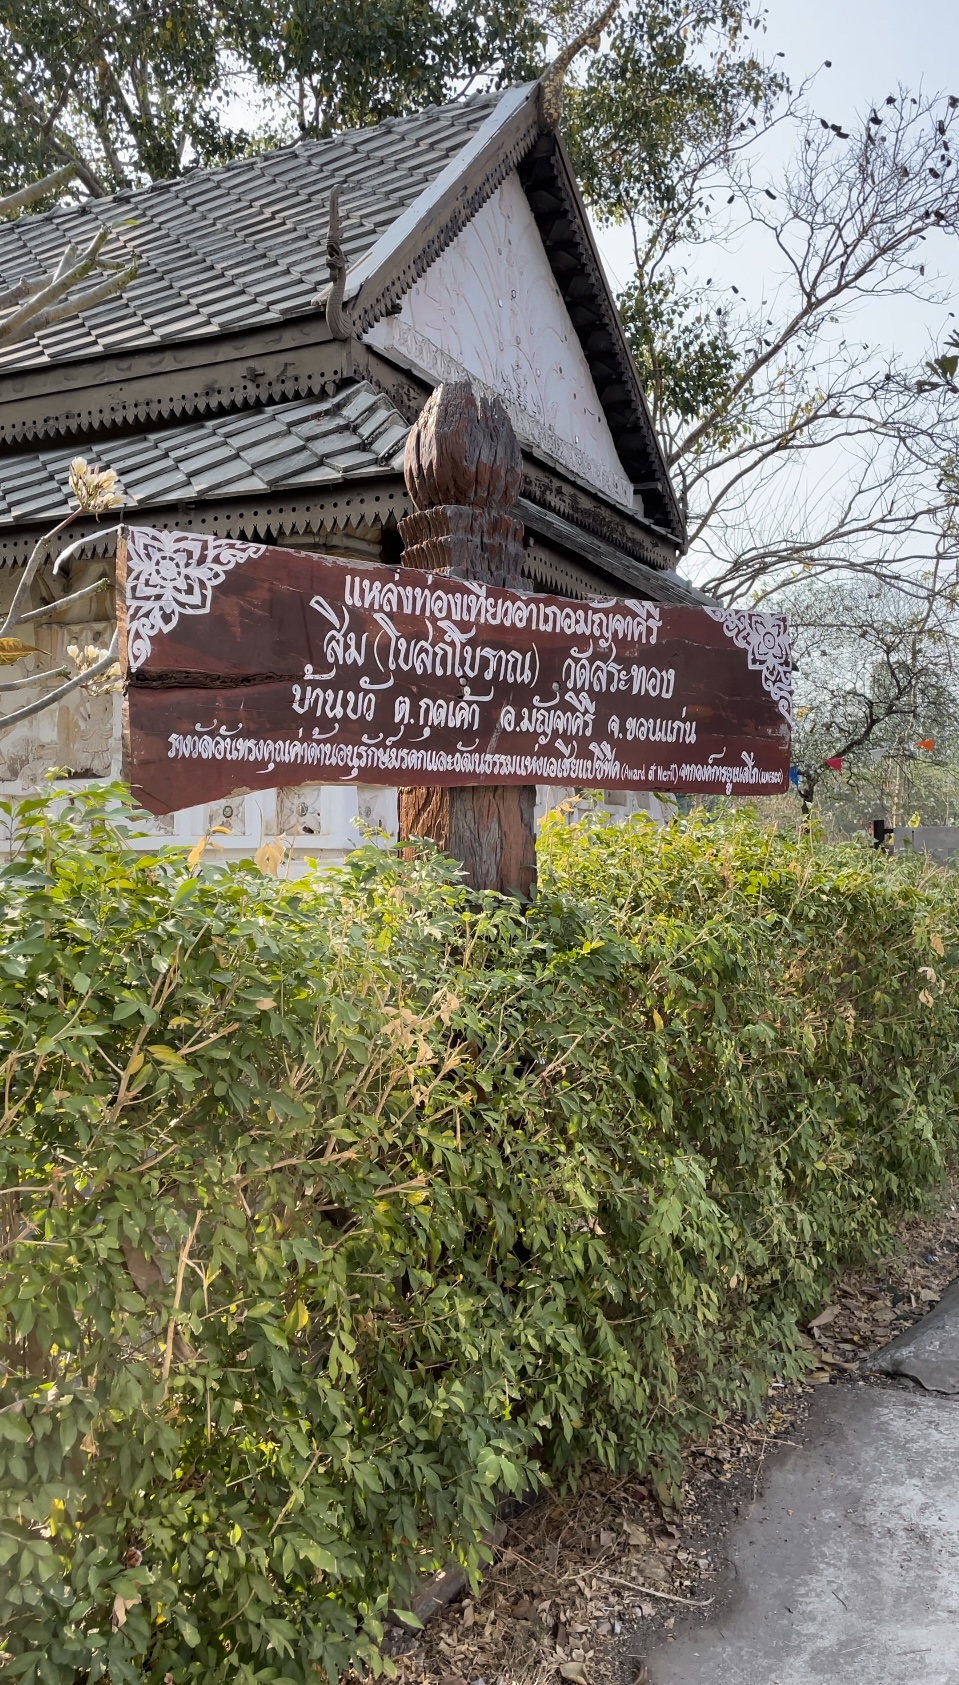 แหล่งท่องเที่ยวอำเภอมัญจาคีรี
สิม (โบสถ์โบราณ) วัดสระทอง
บ้านบัว ต.กุดเค้า อ.มัญจาคีรี จ.ขอนแก่น
รางวัลอันทรงคุณค่าด้านอนุรักษ์มรดกและวัฒนธรรมแห่งเอเชียแปซิฟิค (Award of Merit) จากองค์การยูเนสโก (UNESCO)